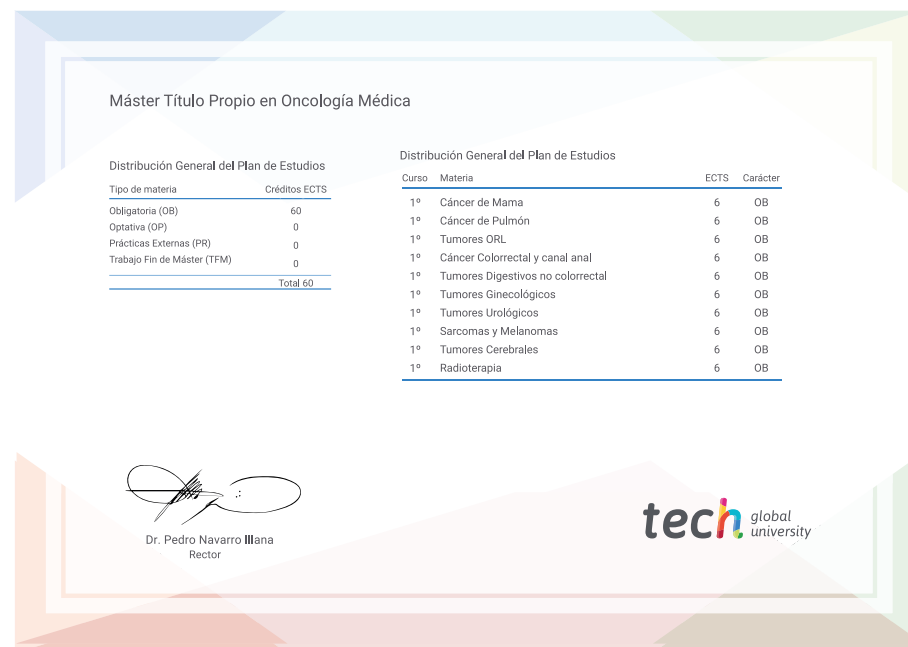 Máster Título Propio en Oncología Médica
Distribución General del Plan de Estudios
Tipo de materia Créditos ECTS
Obligatoria (OB) 60
Optativa (OP) 0
Prácticas Externas (PR) 0
Trabajo Fin de Máster (TFM) 0
Total 60
Distribución General del Plan de Estudios
Curso Materia ECTS Carácter
1º Cáncer de Mama 6 OB
1º Cáncer de Pulmón 6 OB
1º Tumores ORL 6 OB
1º Cáncer Colorrectal y canal anal 6 OB
1º Tumores Digestivos no colorrectal 6 OB
1º Tumores Ginecológicos 6 OB
1º Tumores Urológicos 6 OB
1º Sarcomas y Melanomas 6 OB
1º Tumores Cerebrales 6 OB
1º Radioterapia 6 OB
Dr. Pedro Navarro Illana
Rector
tech global
university